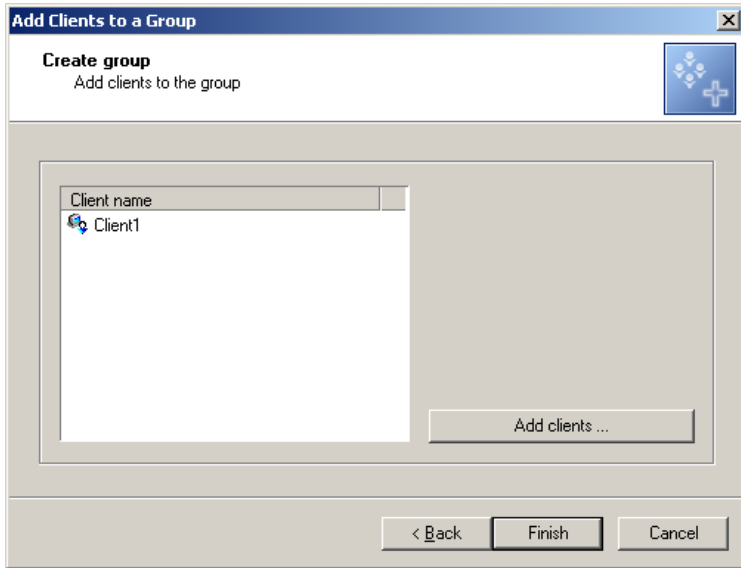 Add Clients to a Group
Create group
Add clients to the group
Client name
Client1
Add clients ...
< Back
Finish
Cancel